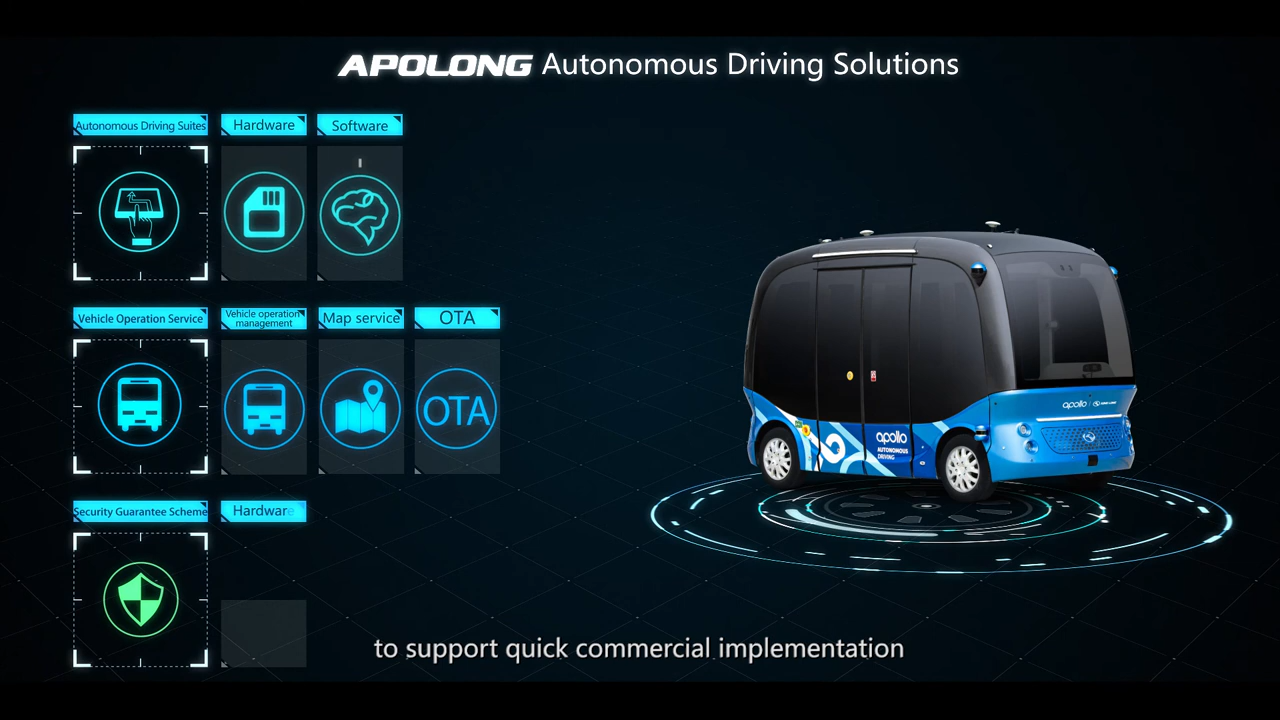 APOLONG Autonomous Driving Solutions
Autonomous Driving Suites
Hardware
Software
Vehicle Operation Service
Vehicle operation
management
Map service
OTA
OTA
Security Guarantee Scheme
Hardware
apollo
AUTONOMOUS
DRIVING
apollo
to support quick commercial implementation